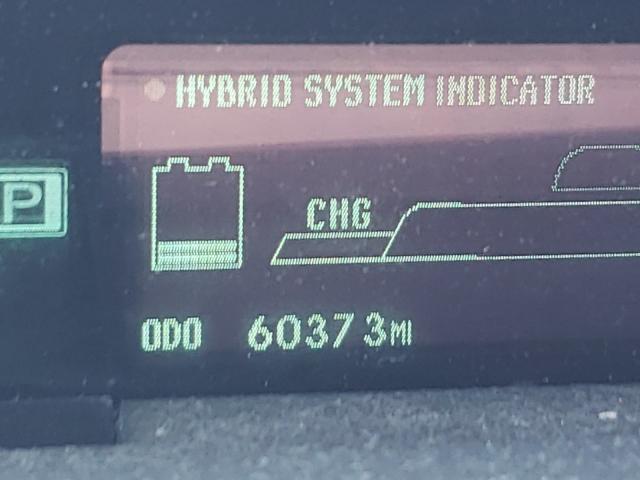 HYBRID SYSTEM INDICATOR
P
CHG
ODO 60373MI